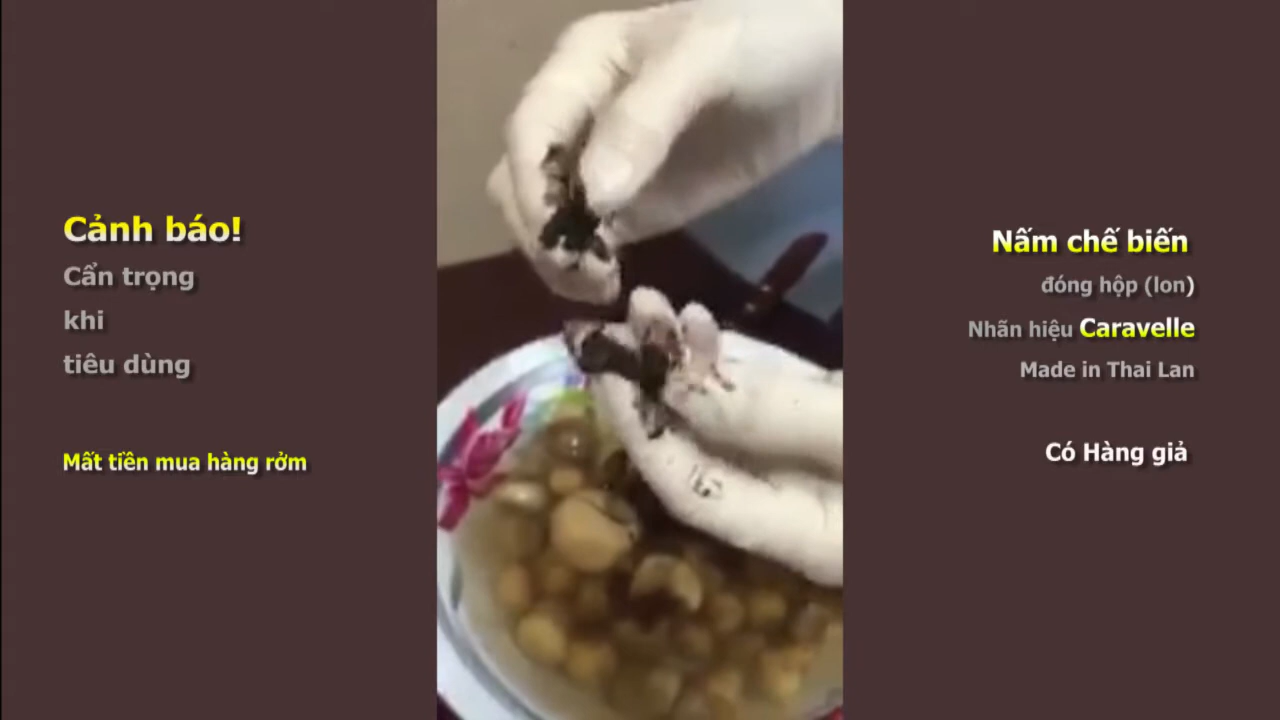 Cảnh báo!
Cẩn trọng
khi
tiêu dùng
Mất tiền mua hàng rởm
Nấm chế biến
đóng hộp (lon)
Nhãn hiệu Caravelle
Made in Thai Lan
Có Hàng giả